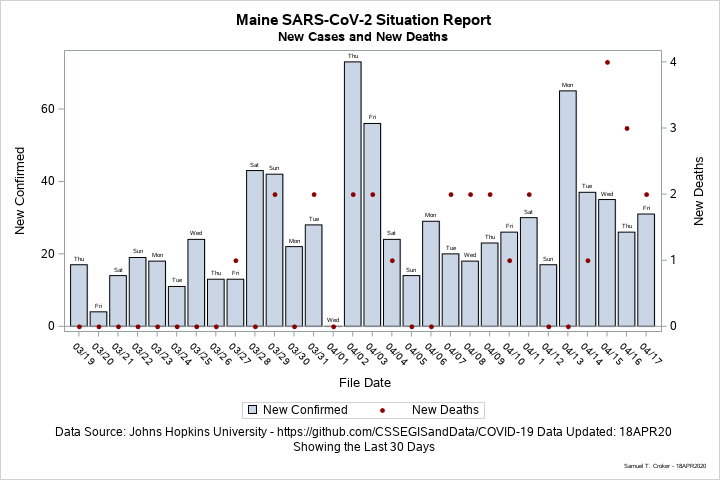 Maine SARS-CoV-2 Situation Report
New Cases and New Deaths
New Confirmed
New Deaths
60
40
20
0
4
3
2
1
0
Thu
Fri
Sat
Sun
Mon
Tue
Wed
Thu
Fri
Sat
Sun
Mon
Tue
Wed
Thu
Fri
Sat
Sun
Mon
Tue
Wed
Thu
Fri
Sat
Sun
Mon
Tue
Wed
Thu
Fri
03/19
03/20
03/21
03/22
03/23
03/24
03/25
03/26
03/27
03/28
03/29
03/30
03/31
04/01
04/02
04/03
04/04
04/05
04/06
04/07
04/08
04/09
04/10
04/11
04/12
04/13
04/14
04/15
04/16
04/17
File Date
New Confirmed New Deaths
Data Source: Johns Hopkins University - https://github.com/CSSEGISandData/COVID-19 Data Updated: 18APR20
Showing the Last 30 Days
Samuel T. Croker - 18APR2020